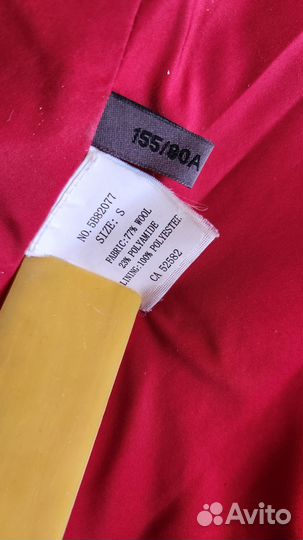 155/80A
NO. 5B82077
SIZE: S
FABRIC:77% WOOL
23% POLYAMIDE
LINING:100% POLYESTER
CA 52582
Avito